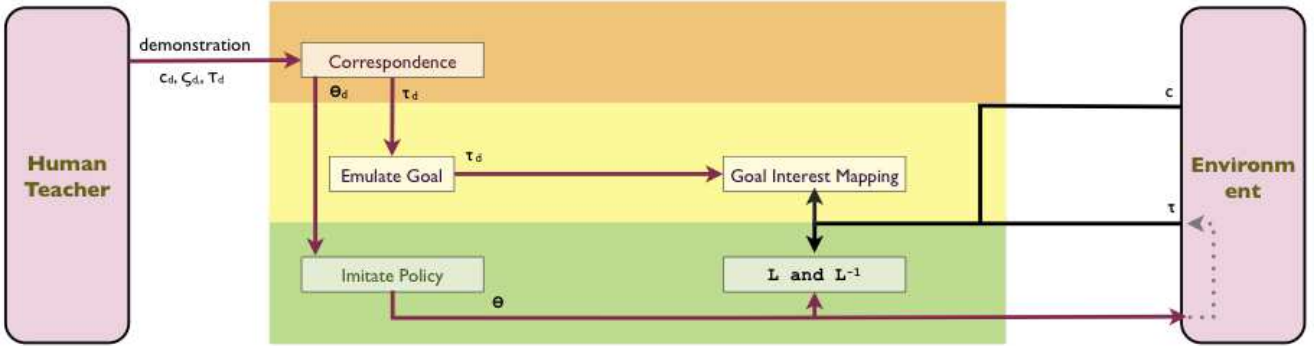 demonstration
c_d, ς_d, τ_d
Correspondence
θ_d
τ_d
c
Human
Teacher
Emulate Goal
τ_d
Goal Interest Mapping
Environm
ent
τ
Imitate Policy
L and L⁻¹
θ